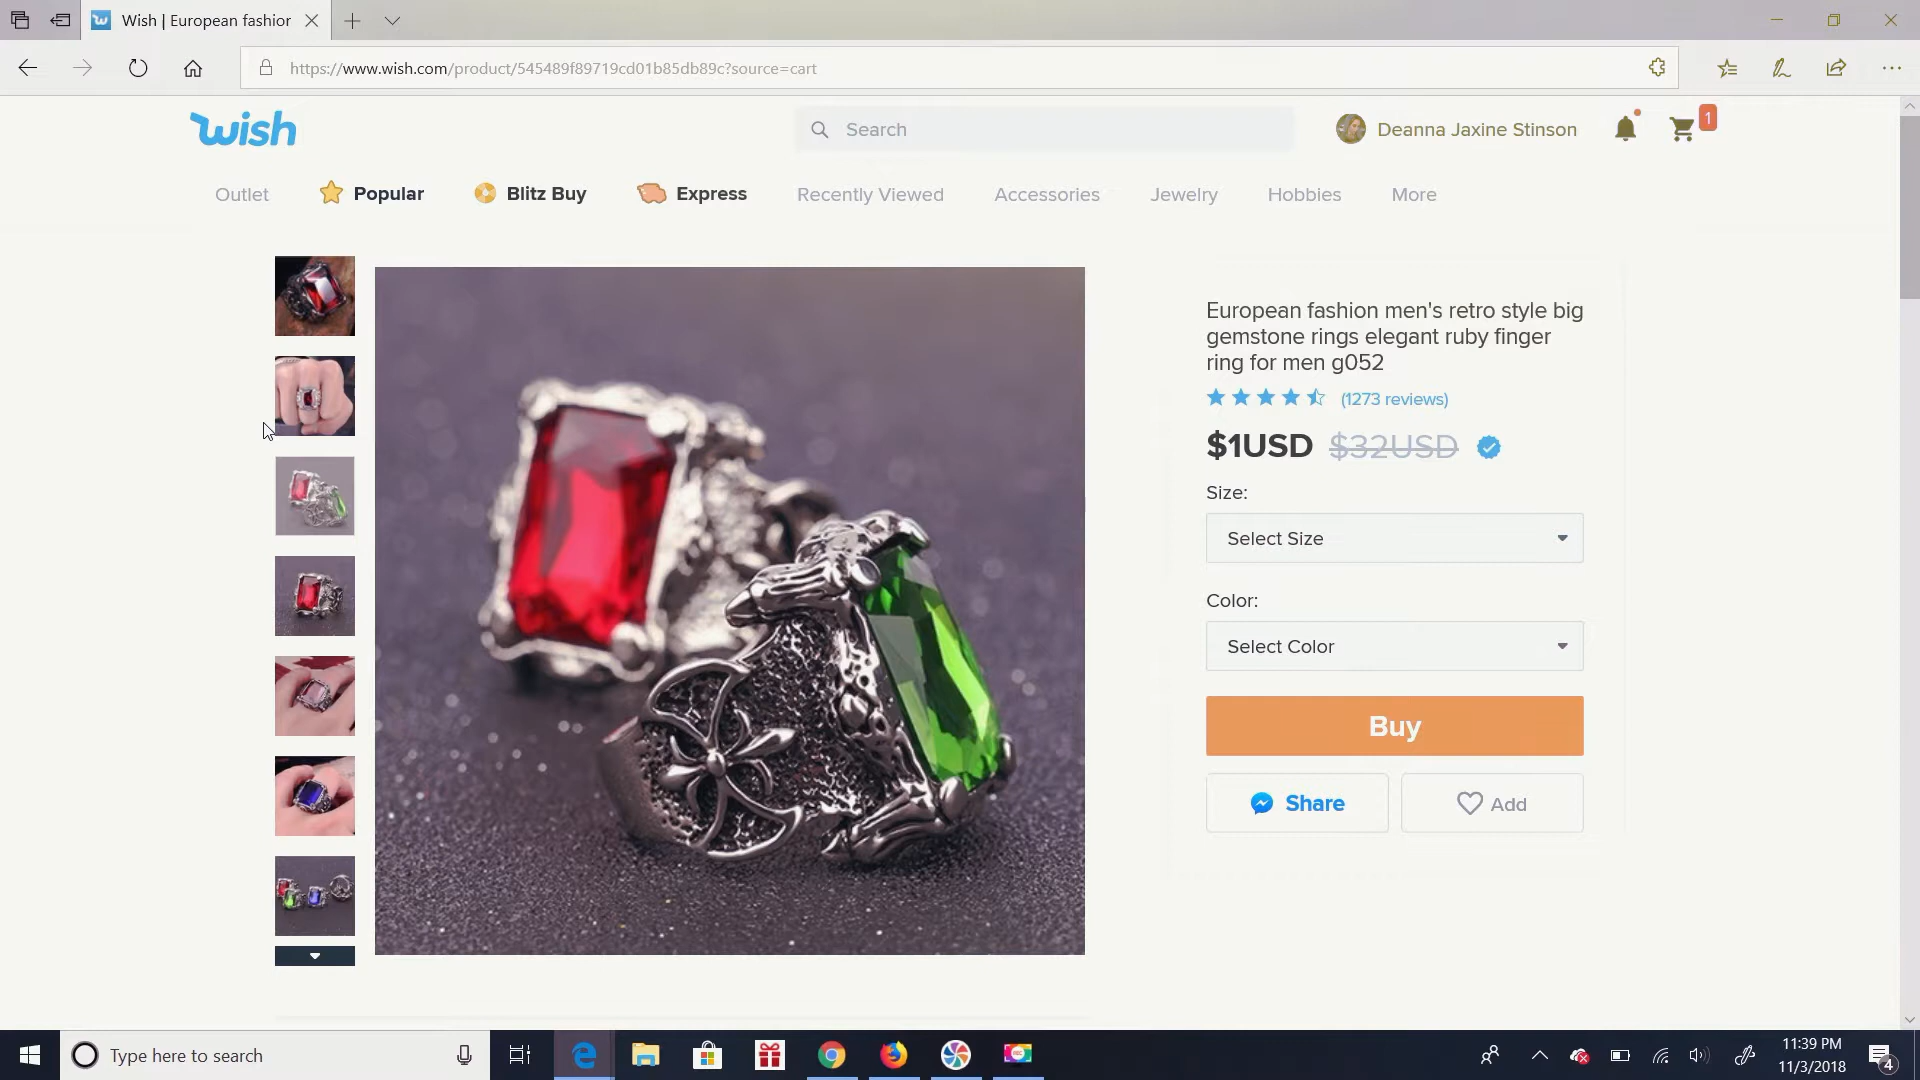 Wish | European fashior
https://www.wish.com/product/545489f89719cd01b85db89c?source=cart
wish
Search
Deanna Jaxine Stinson
1
Outlet
Popular
Blitz Buy
Express
Recently Viewed
Accessories
Jewelry
Hobbies
More
European fashion men's retro style big
gemstone rings elegant ruby finger
ring for men g052
(1273 reviews)
$1USD $32USD
Size:
Select Size
Color:
Select Color
Buy
Share
Add
Type here to search
11:39 PM
11/3/2018
4